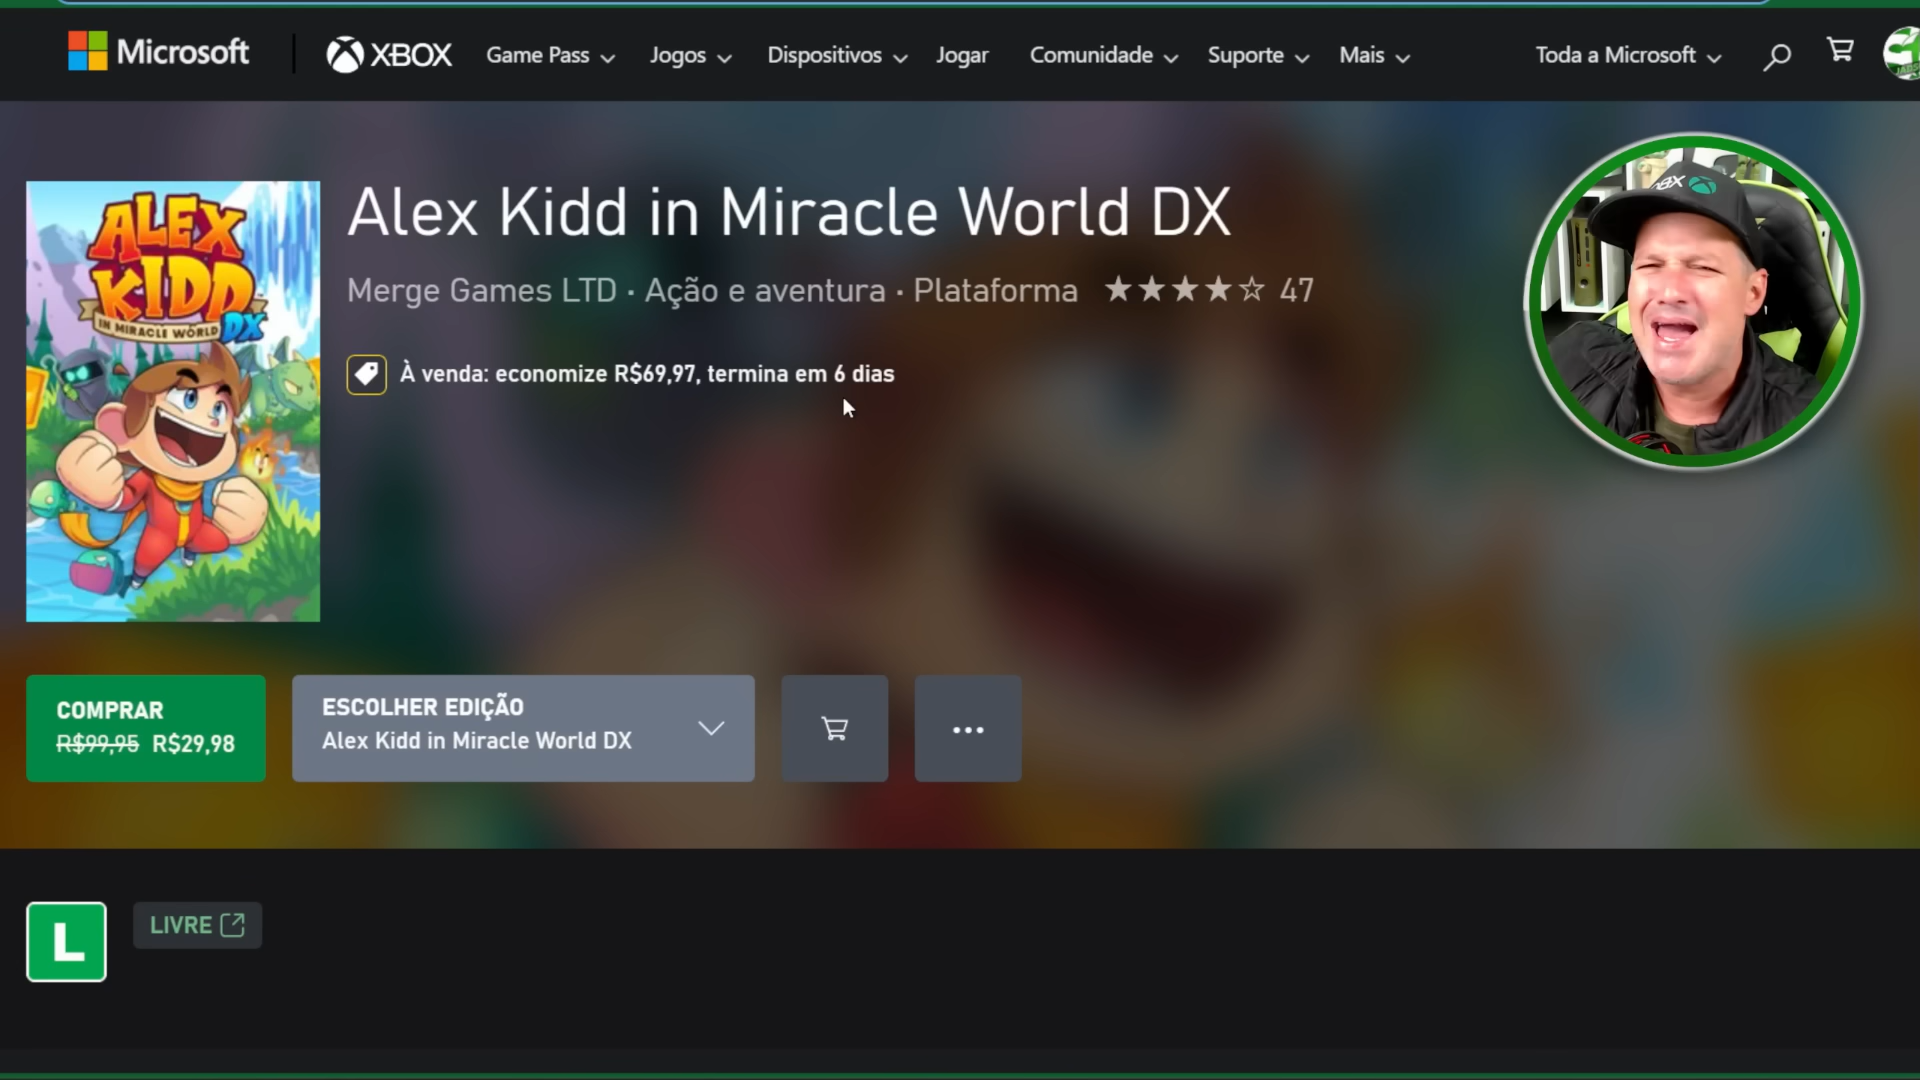 Microsoft
XBOX
Game Pass
Jogos
Dispositivos
Jogar
Comunidade
Suporte
Mais
Toda a Microsoft
ALEX
KIDD
IN MIRACLE WORLD DX
Alex Kidd in Miracle World DX
Merge Games LTD · Ação e aventura · Plataforma ★★★★☆ 47
À venda: economize R$69,97, termina em 6 dias
COMPRAR
R$99,95 R$29,98
ESCOLHER EDIÇÃO
Alex Kidd in Miracle World DX
L
LIVRE